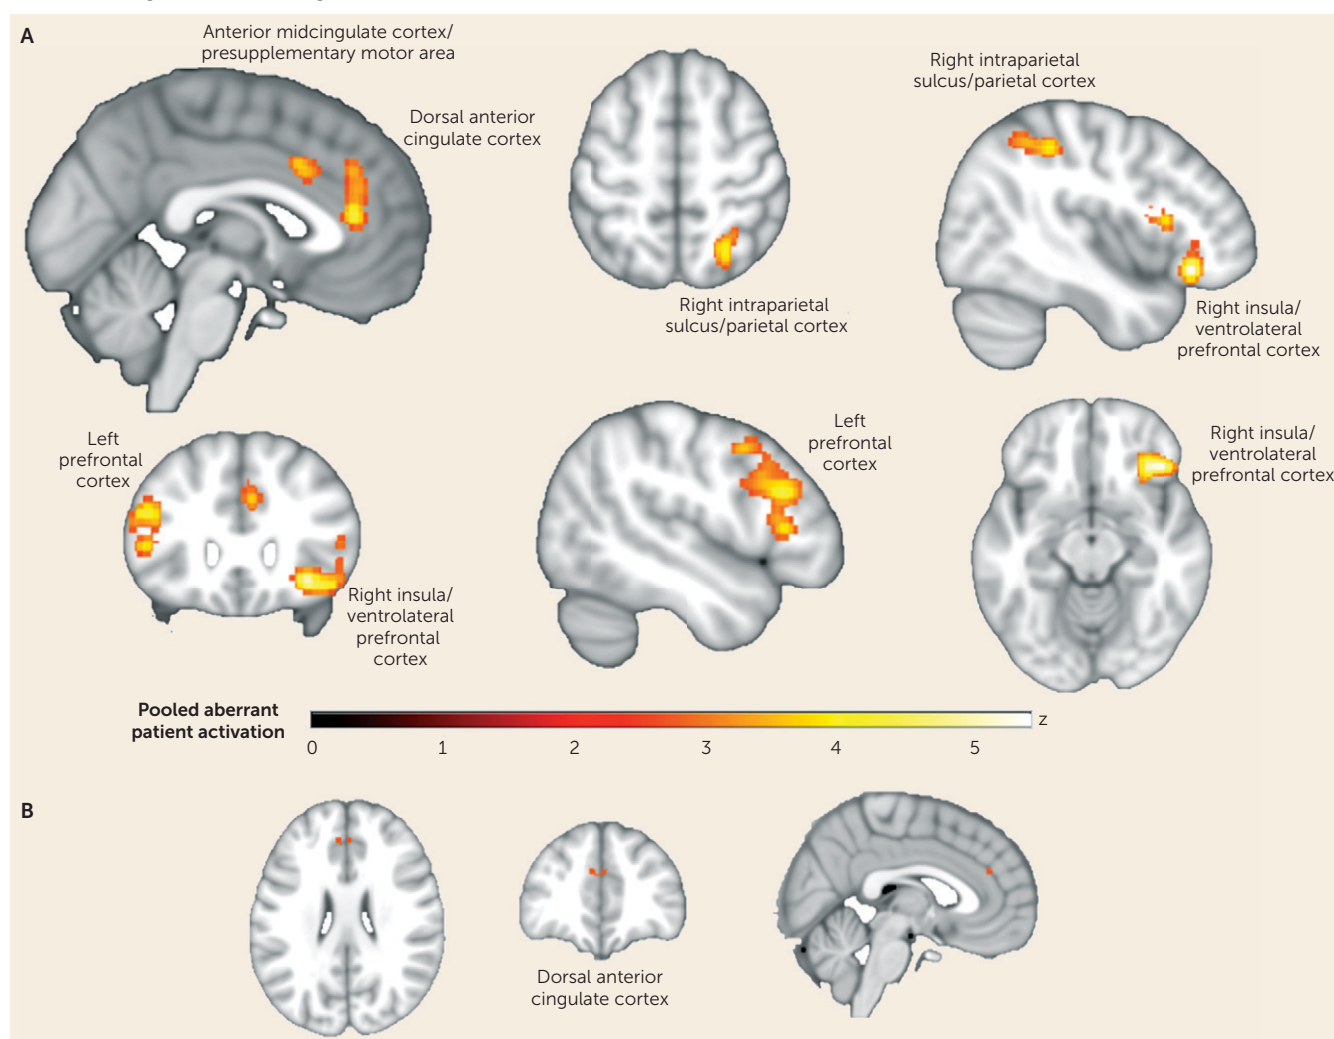 A
Anterior midcingulate cortex/
presupplementary motor area
Dorsal anterior
cingulate cortex
Right intraparietal
sulcus/parietal cortex
Right intraparietal
sulcus/parietal cortex
Right insula/
ventrolateral
prefrontal cortex
Left
prefrontal
cortex
Right insula/
ventrolateral
prefrontal
cortex
Left
prefrontal
cortex
Right insula/
ventrolateral
prefrontal cortex
Pooled aberrant
patient activation
z
0 1 2 3 4 5
B
Dorsal anterior
cingulate cortex